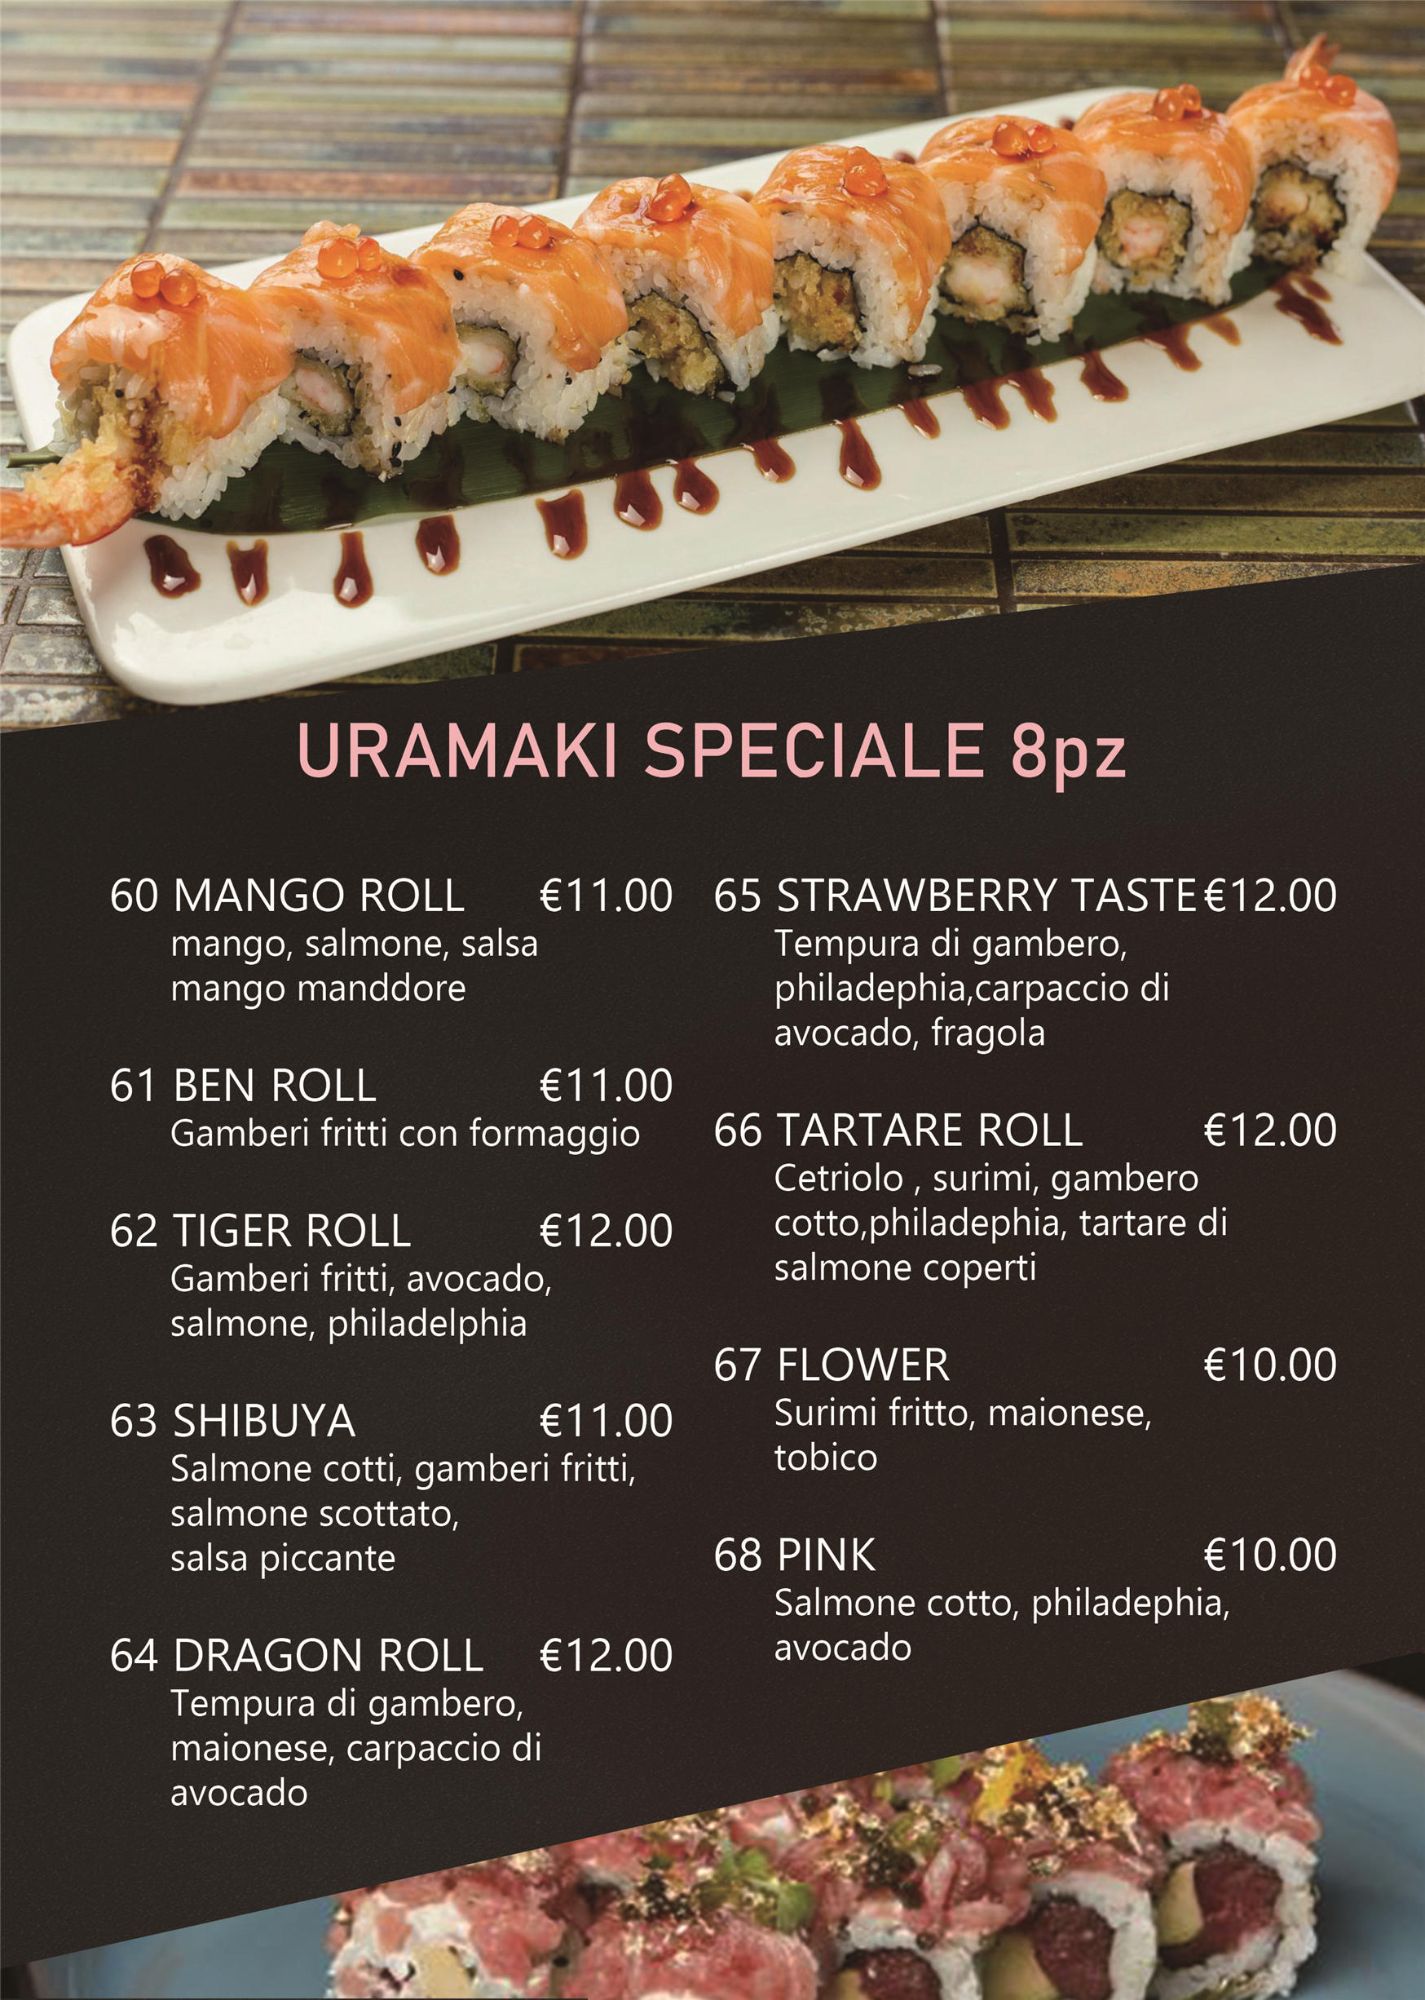 URAMAKI SPECIALE 8pz
60 MANGO ROLL €11.00
mango, salmone, salsa
mango manddore
61 BEN ROLL €11.00
Gamberi fritti con formaggio
62 TIGER ROLL €12.00
Gamberi fritti, avocado,
salmone, philadelphia
63 SHIBUYA €11.00
Salmone cotti, gamberi fritti,
salmone scottato,
salsa piccante
64 DRAGON ROLL €12.00
Tempura di gambero,
maionese, carpaccio di
avocado
65 STRAWBERRY TASTE €12.00
Tempura di gambero,
philadephia,carpaccio di
avocado, fragola
66 TARTARE ROLL €12.00
Cetriolo , surimi, gambero
cotto,philadephia, tartare di
salmone coperti
67 FLOWER €10.00
Surimi fritto, maionese,
tobico
68 PINK €10.00
Salmone cotto, philadephia,
avocado